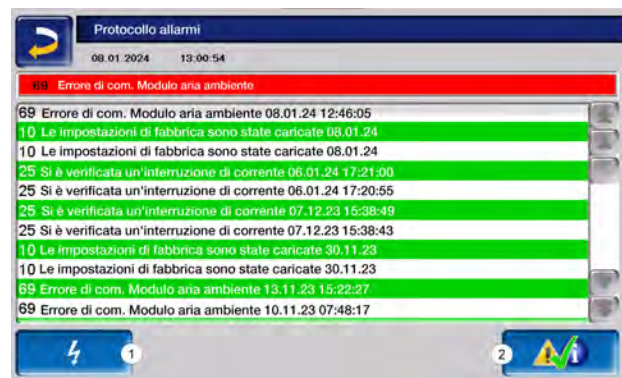 Protocollo allarmi
08.01.2024 13:00:54
69 Errore di com. Modulo aria ambiente
69 Errore di com. Modulo aria ambiente 08.01.24 12:46:05
10 Le impostazioni di fabbrica sono state caricate 08.01.24
10 Le impostazioni di fabbrica sono state caricate 08.01.24
25 Si è verificata un'interruzione di corrente 06.01.24 17:21:00
25 Si è verificata un'interruzione di corrente 06.01.24 17:20:55
25 Si è verificata un'interruzione di corrente 07.12.23 15:38:49
25 Si è verificata un'interruzione di corrente 07.12.23 15:38:43
10 Le impostazioni di fabbrica sono state caricate 30.11.23
10 Le impostazioni di fabbrica sono state caricate 30.11.23
69 Errore di com. Modulo aria ambiente 13.11.23 15:22:27
69 Errore di com. Modulo aria ambiente 10.11.23 07:48:17
1
2